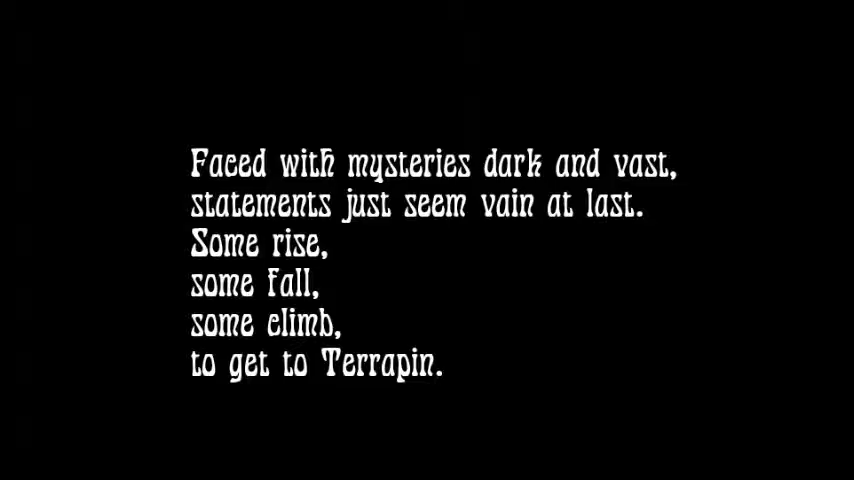 Faced with mysteries dark and vast,
statements just seem vain at last.
Some rise,
some fall,
some climb,
to get to Terrapin.